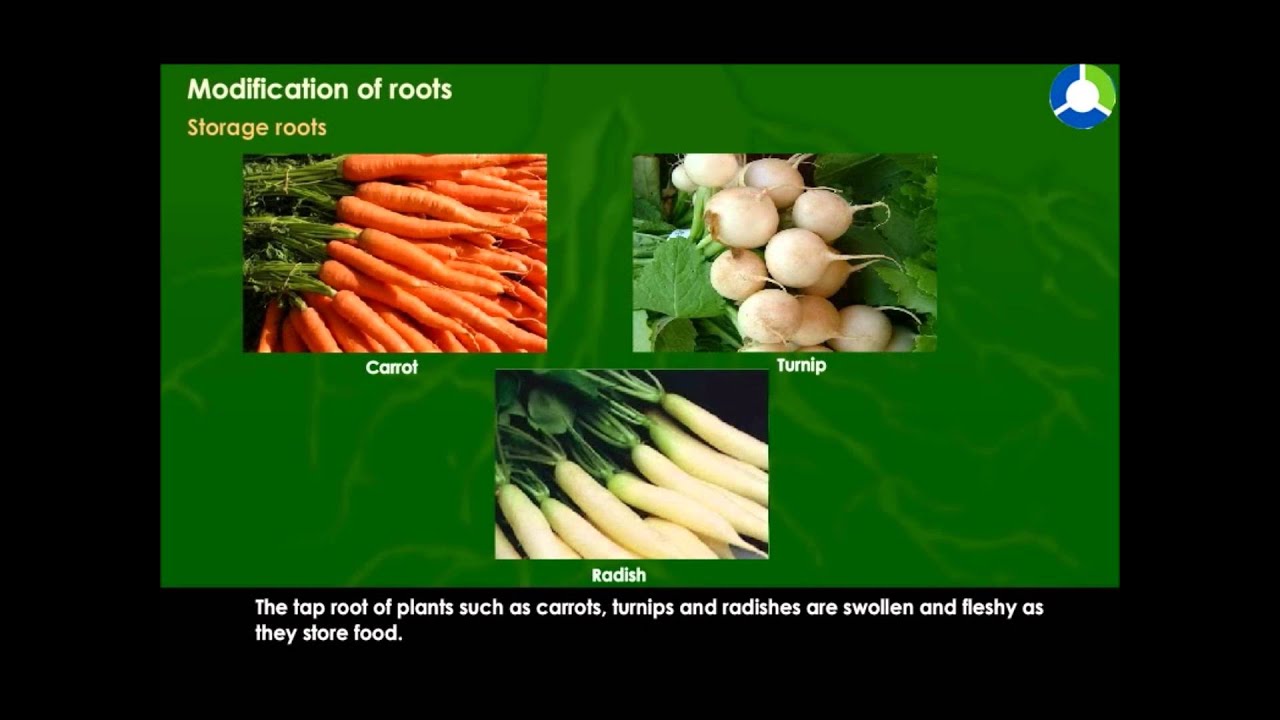 Modification of roots
Storage roots
Carrot
Turnip
Radish
The tap root of plants such as carrots, turnips and radishes are swollen and fleshy as
they store food.